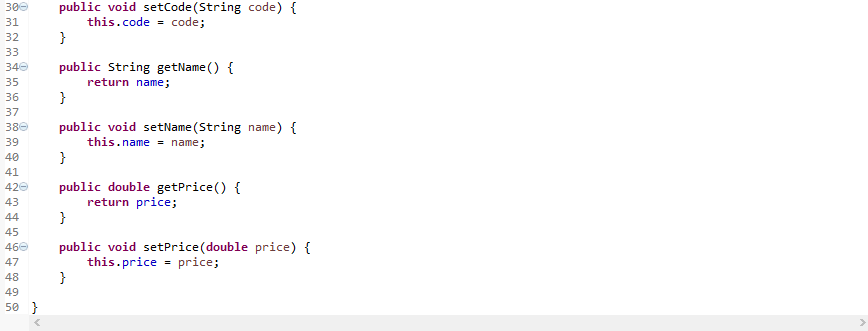 30 public void setCode(String code) {
31 this.code = code;
32 }
33
34 public String getName() {
35 return name;
36 }
37
38 public void setName(String name) {
39 this.name = name;
40 }
41
42 public double getPrice() {
43 return price;
44 }
45
46 public void setPrice(double price) {
47 this.price = price;
48 }
49
50 }